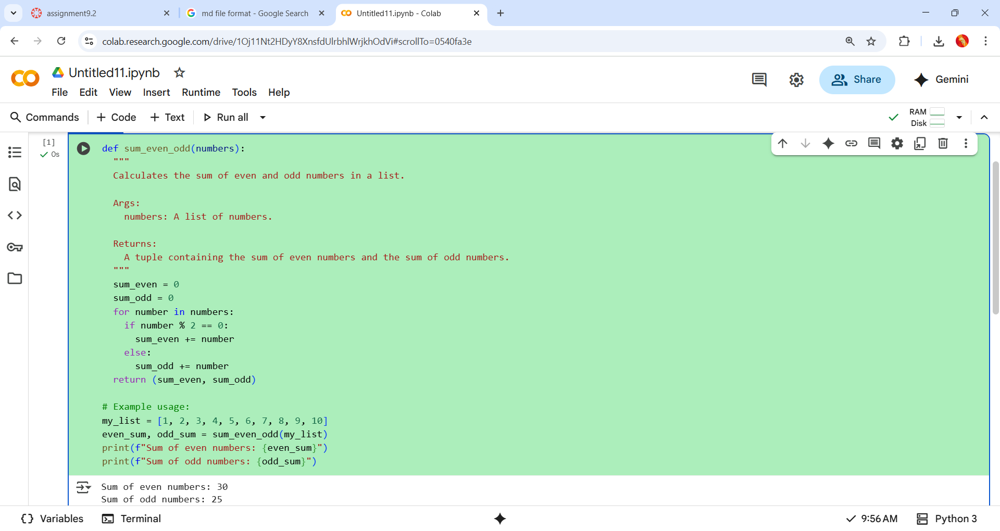 assignment9.2
md file format - Google Search
Untitled11.ipynb - Colab
colab.research.google.com/drive/1Oj11Nt2HDyY8XnsfdUlrbhlWrjkhOdVi#scrollTo=0540fa3e
Untitled11.ipynb
Share
Gemini
File Edit View Insert Runtime Tools Help
Commands + Code + Text Run all
RAM
Disk
[1]
0s
def sum_even_odd(numbers):
  """
  Calculates the sum of even and odd numbers in a list.

  Args:
    numbers: A list of numbers.

  Returns:
    A tuple containing the sum of even numbers and the sum of odd numbers.
  """
  sum_even = 0
  sum_odd = 0
  for number in numbers:
    if number % 2 == 0:
      sum_even += number
    else:
      sum_odd += number
  return (sum_even, sum_odd)

# Example usage:
my_list = [1, 2, 3, 4, 5, 6, 7, 8, 9, 10]
even_sum, odd_sum = sum_even_odd(my_list)
print(f"Sum of even numbers: {even_sum}")
print(f"Sum of odd numbers: {odd_sum}")
Sum of even numbers: 30
Sum of odd numbers: 25
{} Variables Terminal
9:56 AM Python 3